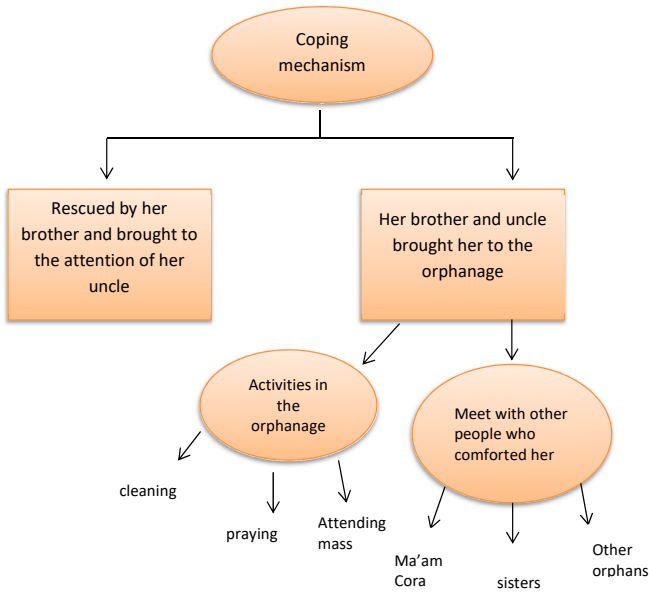 Coping
mechanism
Rescued by her
brother and brought to
the attention of her
uncle
Her brother and uncle
brought her to the
orphanage
Activities in
the
orphanage
Meet with other
people who
comforted her
cleaning
praying
Attending
mass
Ma'am
Cora
sisters
Other
orphans